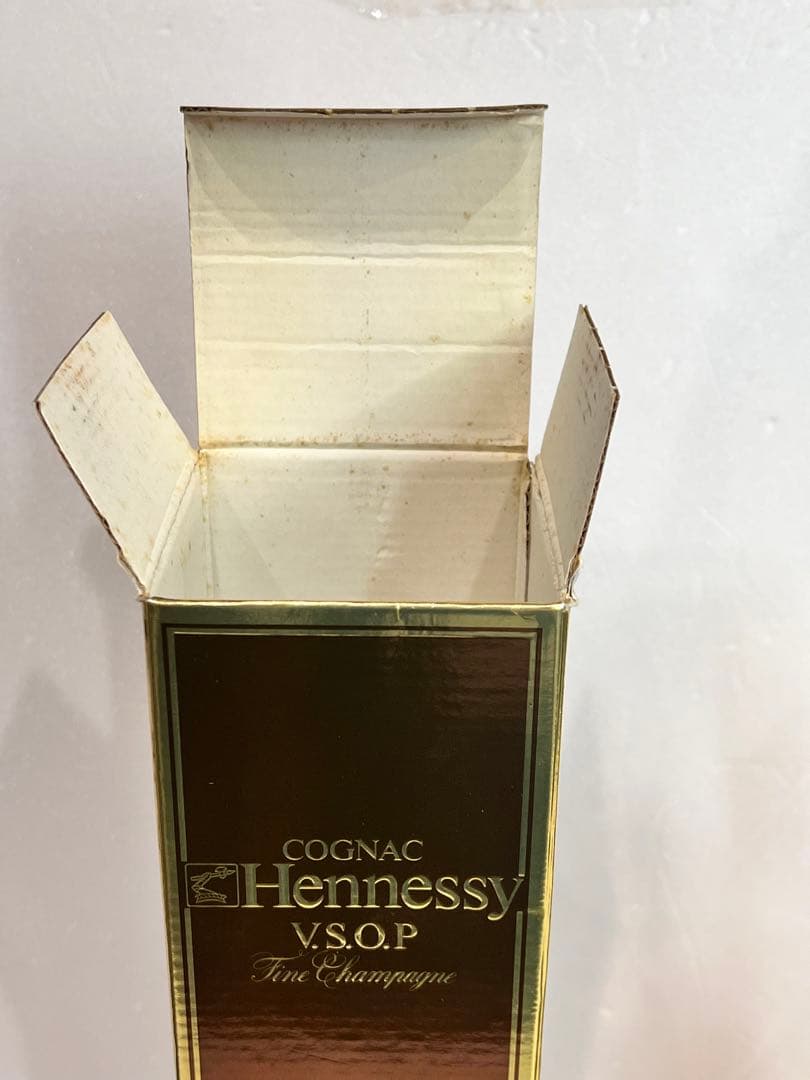 COGNAC
Hennessy
V.S.O.P
Fine Champagne